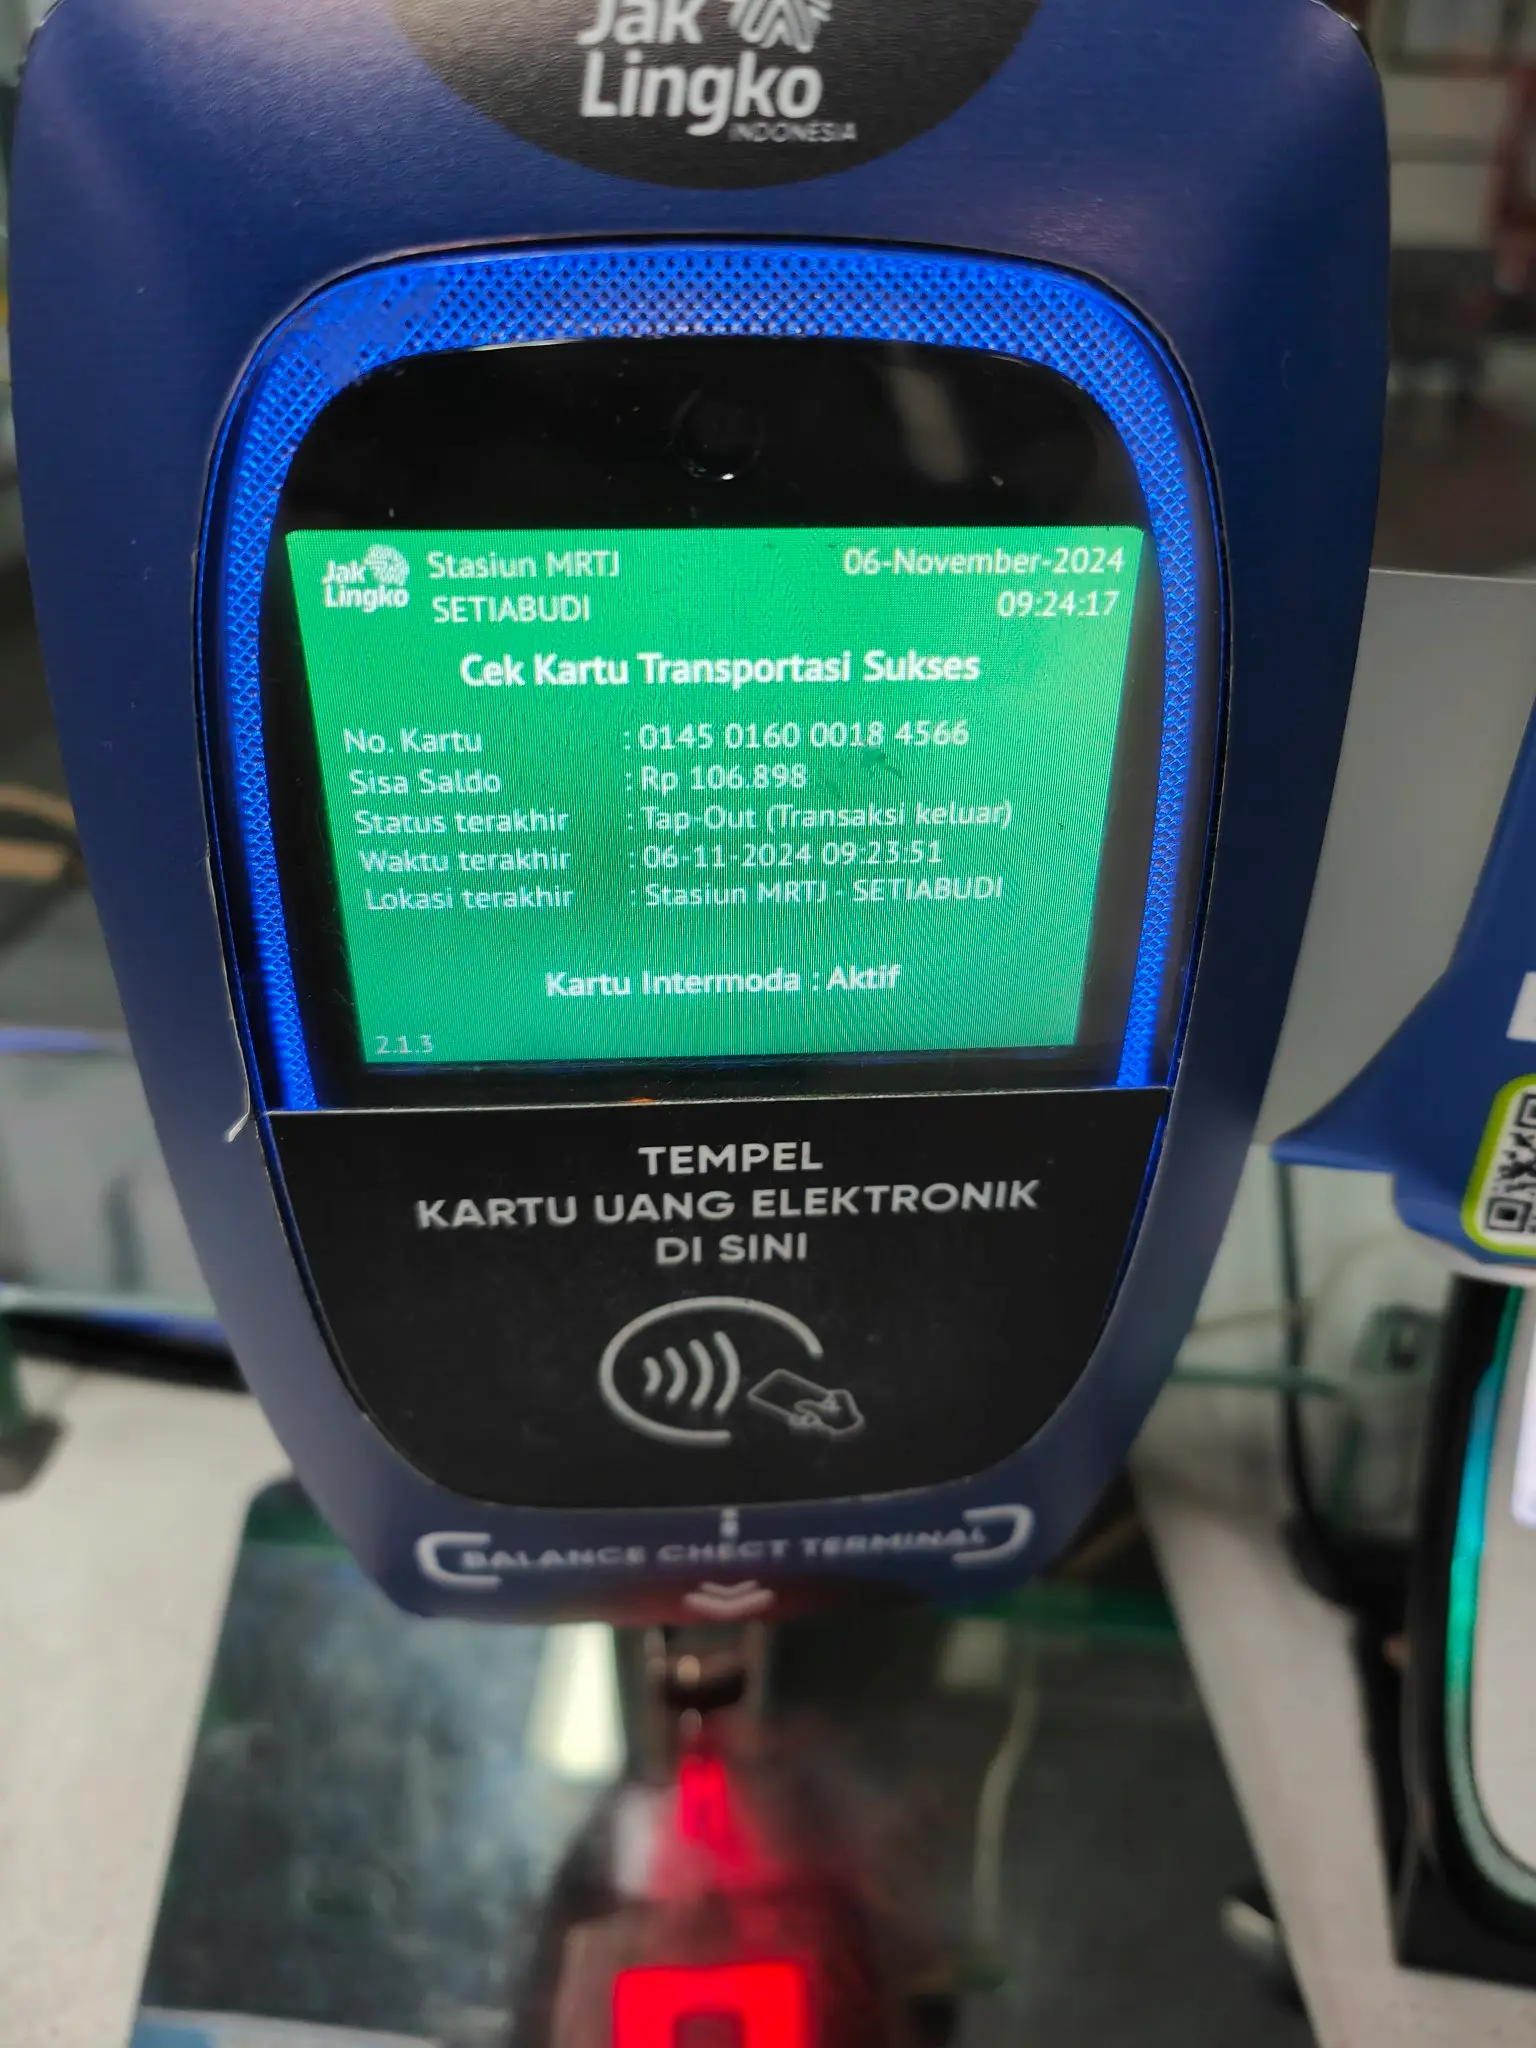 Jak
Lingko
INDONESIA
Jak
Lingko
Stasiun MRTJ
SETIABUDI
06-November-2024
09:24:17
Cek Kartu Transportasi Sukses
No. Kartu : 0145 0160 0018 4566
Sisa Saldo : Rp 106.898
Status terakhir : Tap-Out (Transaksi keluar)
Waktu terakhir : 06-11-2024 09:23:51
Lokasi terakhir : Stasiun MRTJ - SETIABUDI
Kartu Intermoda : Aktif
2.1.3
TEMPEL
KARTU UANG ELEKTRONIK
DI SINI
BALANCE CHECT TERMINAL